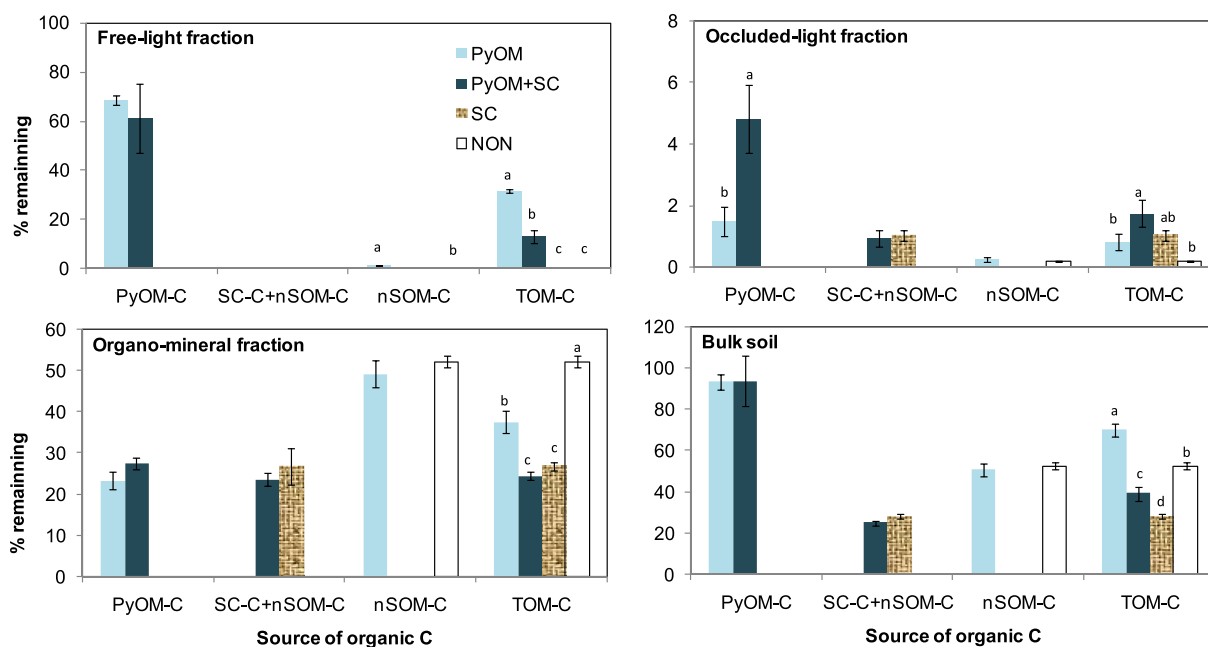 Free-light fraction
% remainning
100
80
60
40
20
0
PyOM
PyOM+SC
SC
NON
a
b
a
b
c
c
PyOM-C
SC-C+nSOM-C
nSOM-C
TOM-C
Occluded-light fraction
8
6
4
2
0
b
a
b
a
ab
b
PyOM-C
SC-C+nSOM-C
nSOM-C
TOM-C
Organo-mineral fraction
% remainning
60
50
40
30
20
10
0
b
c
c
a
PyOM-C
SC-C+nSOM-C
nSOM-C
TOM-C
Source of organic C
Bulk soil
120
100
80
60
40
20
0
a
c
d
b
PyOM-C
SC-C+nSOM-C
nSOM-C
TOM-C
Source of organic C